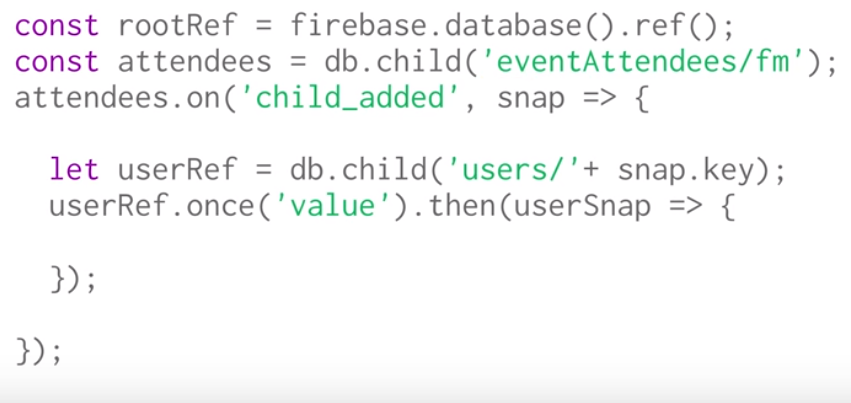 const rootRef = firebase.database().ref();
const attendees = db.child('eventAttendees/fm');
attendees.on('child_added', snap => {
let userRef = db.child('users/'+ snap.key);
userRef.once('value').then(userSnap => {
});
});